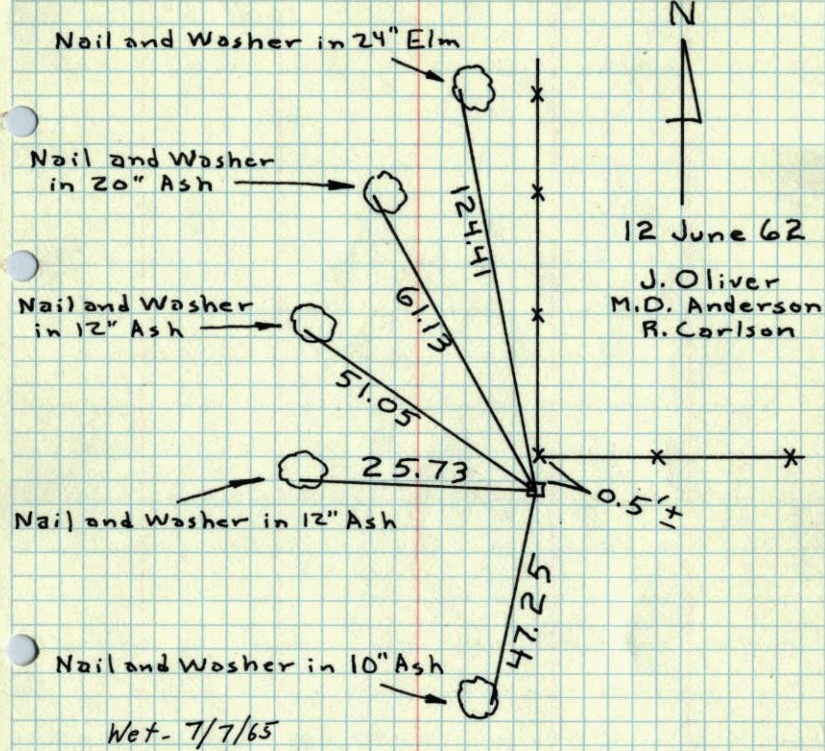 N
Nail and Washer in 24" Elm
Nail and Washer
in 20" Ash
124.41
12 June 62
J. Oliver
M.D. Anderson
R. Carlson
61.13
Nail and Washer
in 12" Ash
51.05
25.73
0.5'±
Nail and Washer in 12" Ash
47.25
Nail and Washer in 10" Ash
Wet - 7/7/65